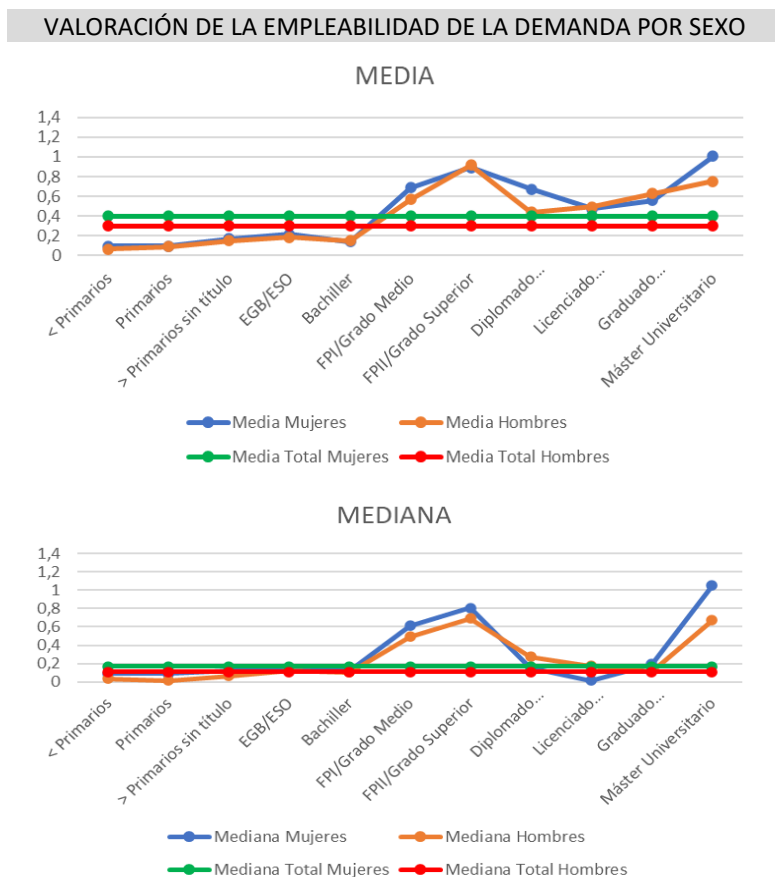 VALORACIÓN DE LA EMPLEABILIDAD DE LA DEMANDA POR SEXO
MEDIA
1,4
1,2
1
0,8
0,6
0,4
0,2
0
< Primarios
Primarios
> Primarios sin título
EGB/ESO
Bachiller
FPI/Grado Medio
FPII/Grado Superior
Diplomado...
Licenciado...
Graduado...
Máster Universitario
Media Mujeres Media Hombres
Media Total Mujeres Media Total Hombres
MEDIANA
1,4
1,2
1
0,8
0,6
0,4
0,2
0
< Primarios
Primarios
> Primarios sin título
EGB/ESO
Bachiller
FPI/Grado Medio
FPII/Grado Superior
Diplomado...
Licenciado...
Graduado...
Máster Universitario
Mediana Mujeres Mediana Hombres
Mediana Total Mujeres Mediana Total Hombres